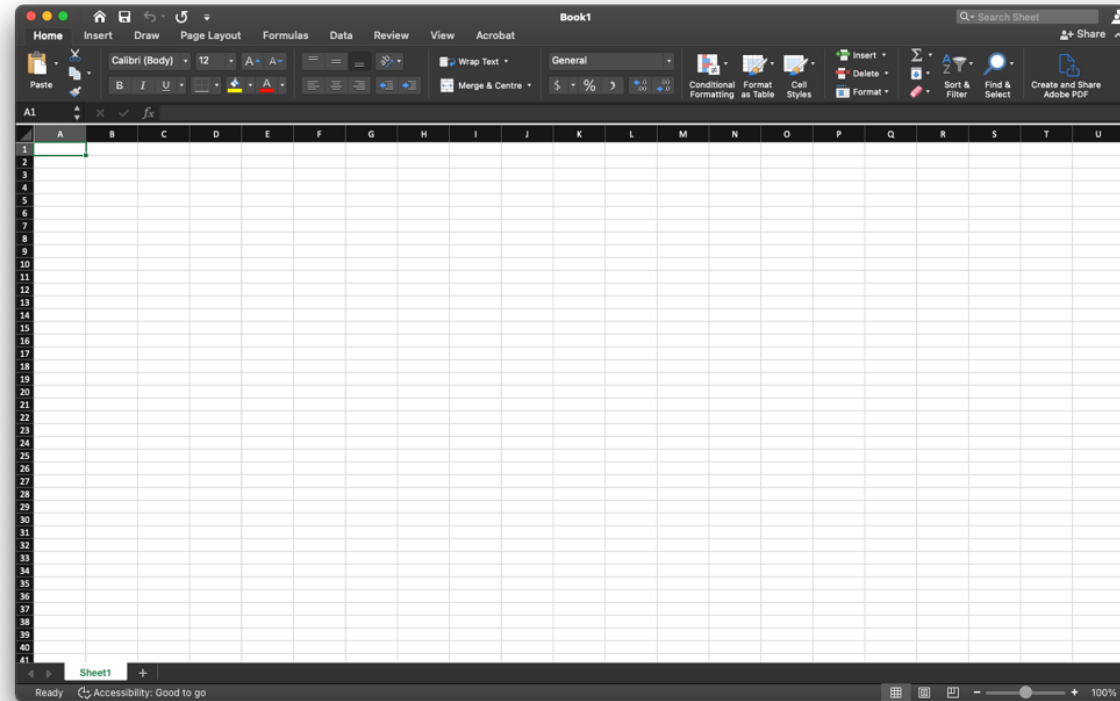 Book1
Search Sheet
Home Insert Draw Page Layout Formulas Data Review View Acrobat
Share
Paste
Calibri (Body) 12 A A
B I U A
Wrap Text
Merge & Centre
General
$ %
Conditional Formatting
Format as Table
Cell Styles
Insert
Delete
Format
Sort & Filter
Find & Select
Create and Share Adobe PDF
A1 fx
A B C D E F G H I J K L M N O P Q R S T U
1
2
3
4
5
6
7
8
9
10
11
12
13
14
15
16
17
18
19
20
21
22
23
24
25
26
27
28
29
30
31
32
33
34
35
36
37
38
39
40
41
Sheet1 +
Ready Accessibility: Good to go
100%